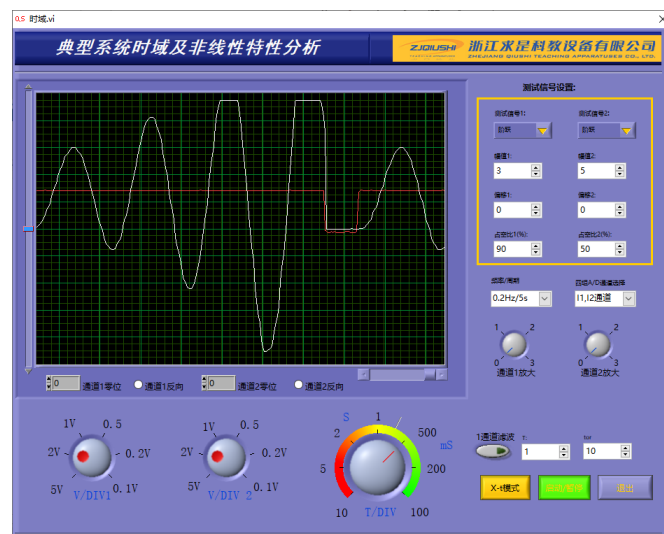 0.5 时域.vi
典型系统时域及非线性特性分析
ZJQIUSHI 浙江求是科教设备有限公司
ZHEJIANG QIUSHI TEACHING APPARATUSES CO., LTD.
测试信号设置:
测试信号1: 测试信号2:
阶跃 阶跃
幅值1: 幅值2:
3 5
偏移1: 偏移2:
0 0
占空比1(%): 占空比2(%):
90 50
频率/周期 四组A/D通道选择
0.2Hz/5s I1,I2通道
1 2 3 通道1放大
1 2 3 通道2放大
0 通道1零位 通道1反向 0 通道2零位 通道2反向
1V 0.5 0.2V 0.1V 5V 2V V/DIV1
1V 0.5 0.2V 0.1V 5V 2V V/DIV 2
S 1 500 mS 200 100 10 5 2 T/DIV
1通道滤波 T: tur
1 10
X-t模式 退出